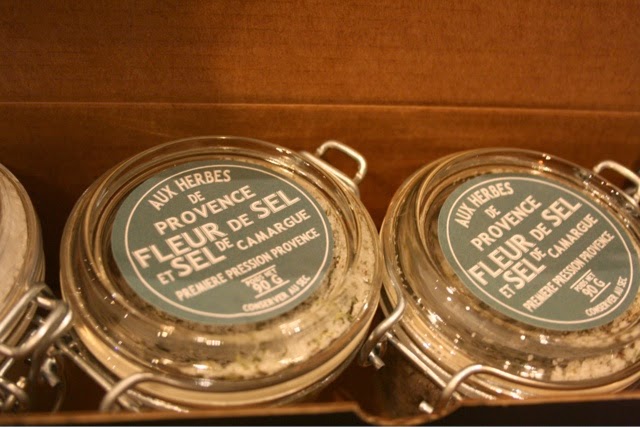 AUX HERBES
DE
PROVENCE
FLEUR DE SEL
ET SEL DE CAMARGUE
PREMIERE PRESSION PROVENCE
POIDS NET
90 G
CONSERVER AU SEC
AUX HERBES
DE
PROVENCE
FLEUR DE SEL
ET SEL DE CAMARGUE
PREMIERE PRESSION PROVENCE
POIDS NET
90 G
CONSERVER AU SEC